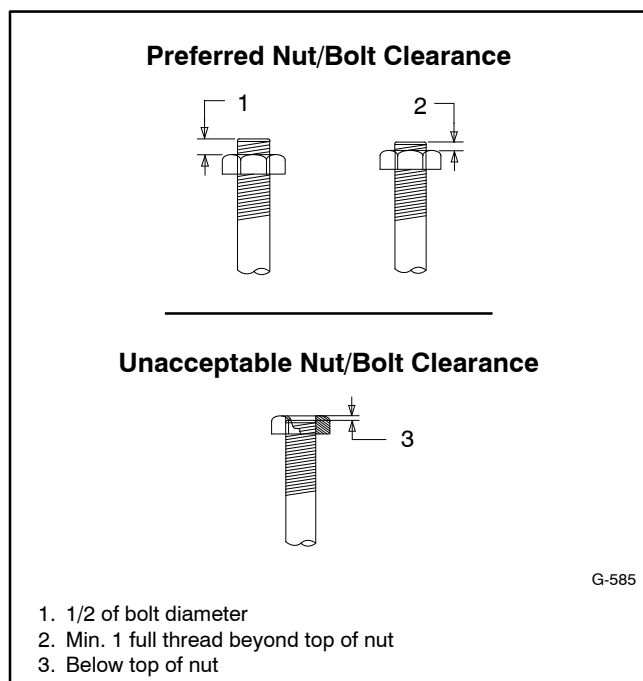 Preferred Nut/Bolt Clearance
1
2
Unacceptable Nut/Bolt Clearance
3
G-585
1. 1/2 of bolt diameter
2. Min. 1 full thread beyond top of nut
3. Below top of nut